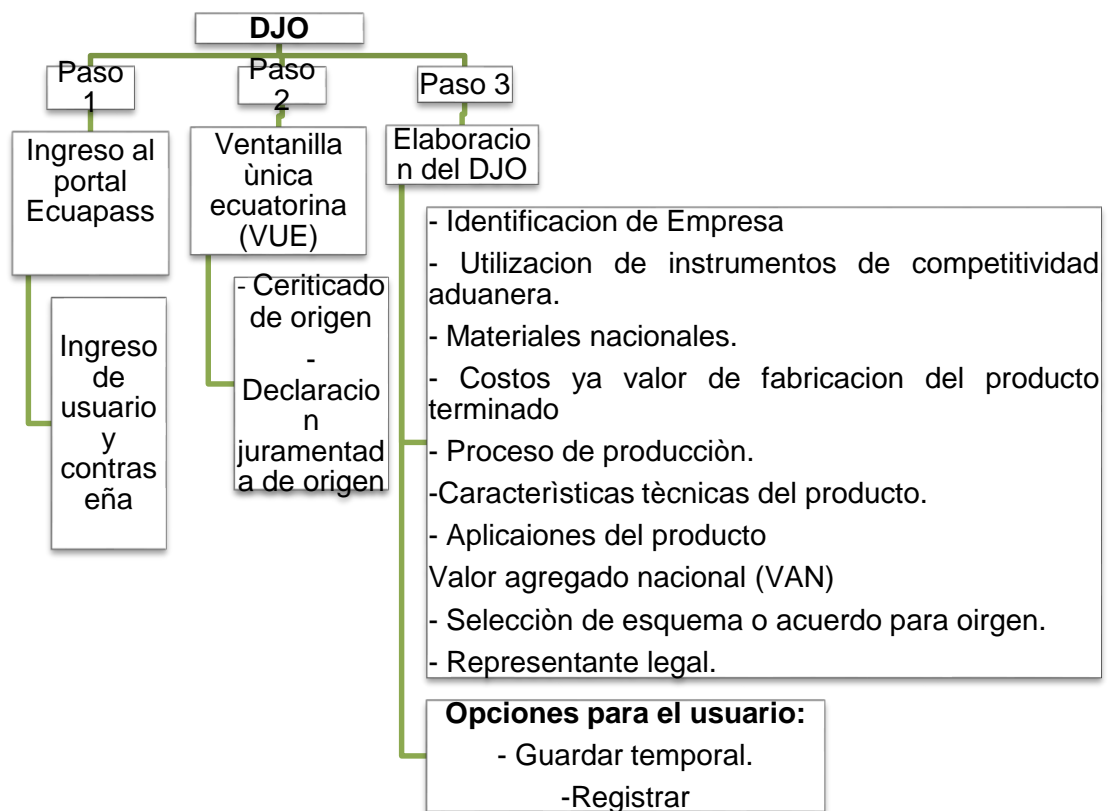 DJO
Paso
1
Ingreso al
portal
Ecuapass
Ingreso
de
usuario
y
contras
eña
Paso
2
Ventanilla
ùnica
ecuatorina
(VUE)
- Ceriticado
de origen
-
Declaracio
n
juramentad
a de origen
Paso 3
Elaboracio
n del DJO
- Identificacion de Empresa
- Utilizacion de instrumentos de competitividad
aduanera.
- Materiales nacionales.
- Costos ya valor de fabricacion del producto
terminado
- Proceso de producciòn.
-Caracterìsticas tècnicas del producto.
- Aplicaiones del producto
Valor agregado nacional (VAN)
- Selecciòn de esquema o acuerdo para oirgen.
- Representante legal.
Opciones para el usuario:
- Guardar temporal.
-Registrar